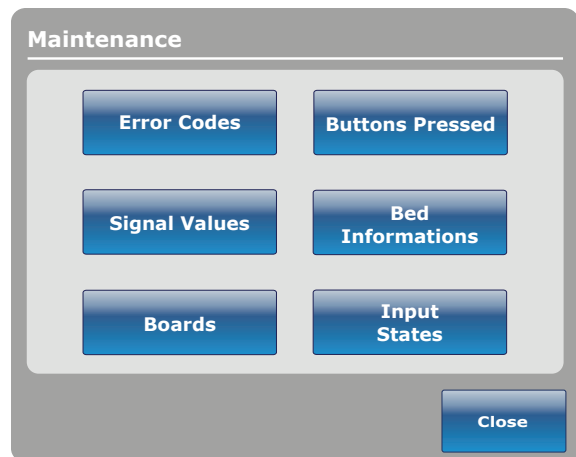 Maintenance
Error Codes
Buttons Pressed
Signal Values
Bed
Informations
Boards
Input
States
Close